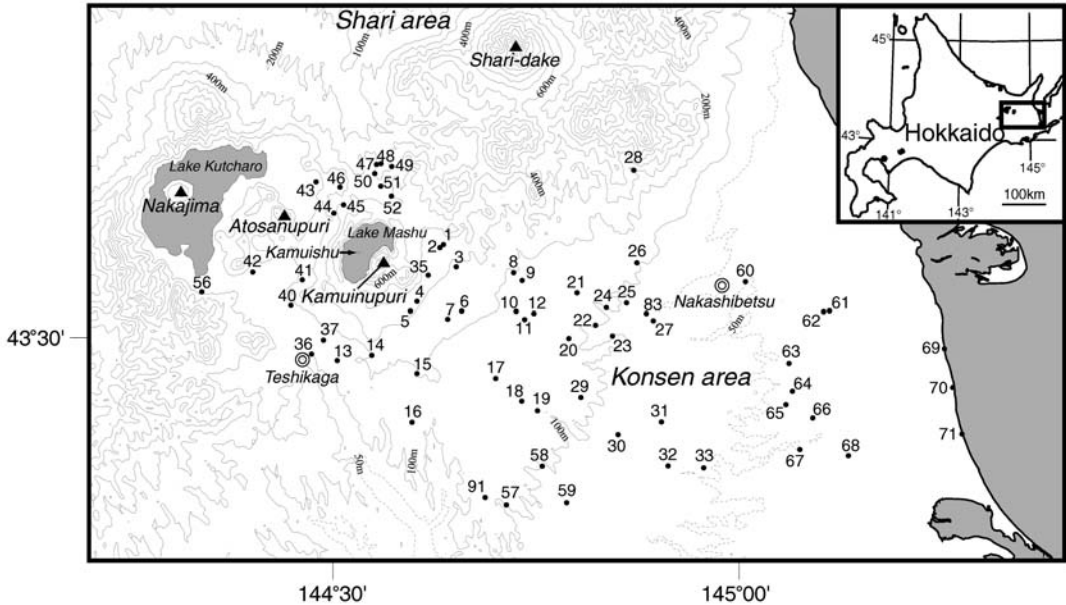 Shari area
400m
100m
200m
400m
400m
Shari-dake
600m
200m
400m
45°
43°
Hokkaido
145°
100km
141°
143°
Lake Kutcharo
Nakajima
Atosanupuri
Lake Mashu
Kamuishu
Kamuinupuri
600m
47
48
49
50
51
52
43
46
44
45
28
1
2
3
35
4
5
6
7
8
9
10
11
12
21
26
24
25
22
23
20
83
27
60
Nakashibetsu
50m
61
62
56
42
41
40
37
36
13
14
15
Teshikaga
43°30'
17
18
19
29
Konsen area
63
64
65
66
67
68
69
70
71
16
100m
50m
100m
30
31
32
33
58
59
91
57
144°30'
145°00'